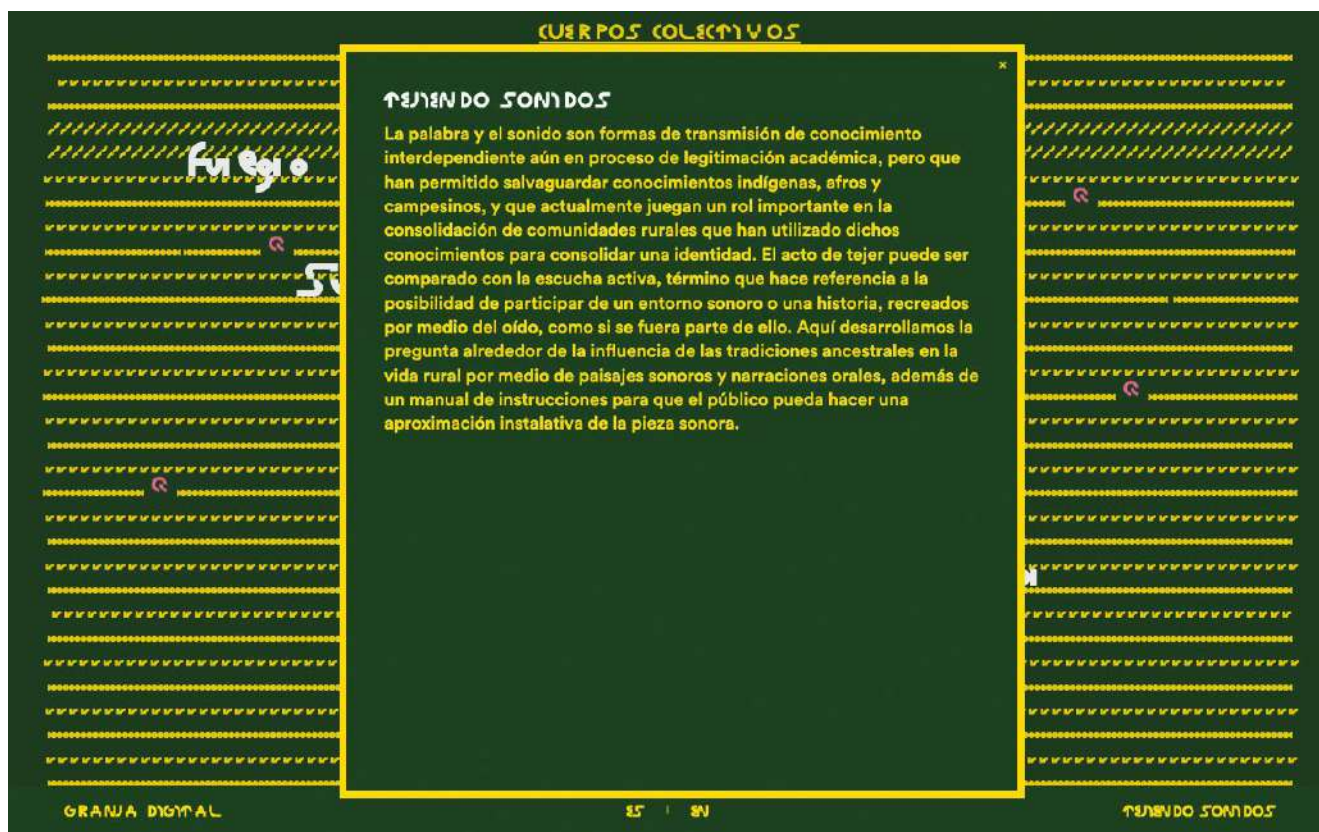 CUERPOS COLECTIVOS
×
TEJIENDO SONIDOS
La palabra y el sonido son formas de transmisión de conocimiento
interdependiente aún en proceso de legitimación académica, pero que
han permitido salvaguardar conocimientos indígenas, afros y
campesinos, y que actualmente juegan un rol importante en la
consolidación de comunidades rurales que han utilizado dichos
conocimientos para consolidar una identidad. El acto de tejer puede ser
comparado con la escucha activa, término que hace referencia a la
posibilidad de participar de un entorno sonoro o una historia, recreados
por medio del oído, como si se fuera parte de ello. Aquí desarrollamos la
pregunta alrededor de la influencia de las tradiciones ancestrales en la
vida rural por medio de paisajes sonoros y narraciones orales, además de
un manual de instrucciones para que el público pueda hacer una
aproximación instalativa de la pieza sonora.
Fuego
GRANJA DIGITAL
ES | EN
TEJIENDO SONIDOS